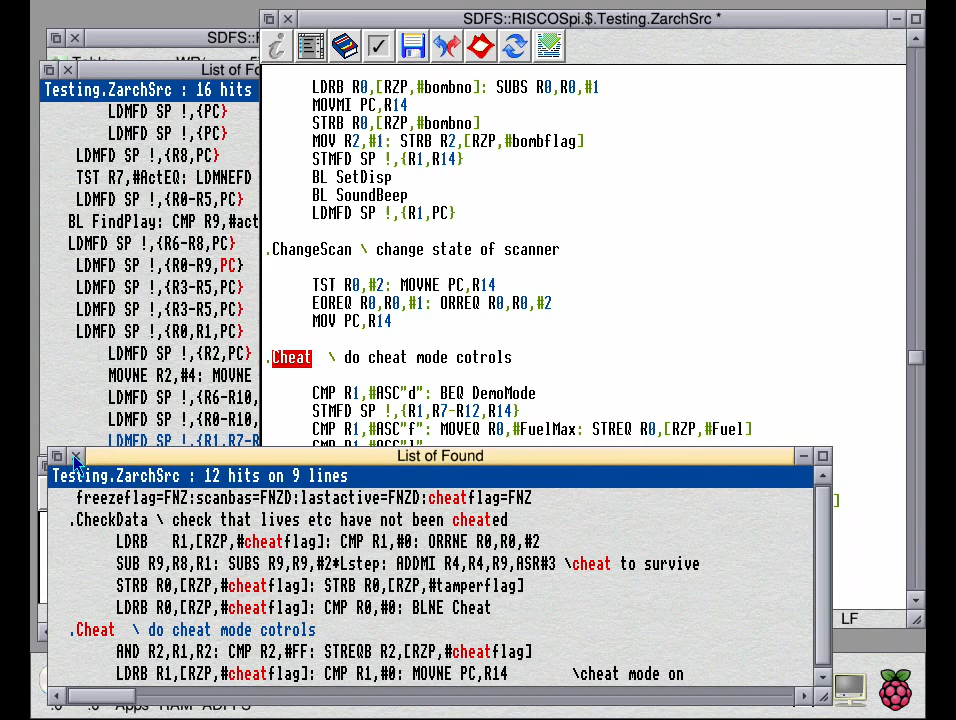 SDFS::RISCOSpi.$.Testing.ZarchSrc *
SDFS::R
List of Fo
Testing.ZarchSrc : 16 hits
LDMFD SP !,{PC}
LDMFD SP !,{PC}
LDMFD SP !,{R8,PC}
TST R7,#ActEQ: LDMNEFD
LDMFD SP !,{R0-R5,PC}
BL FindPlay: CMP R9,#act
LDMFD SP !,{R6-R8,PC}
LDMFD SP !,{R0-R9,PC}
LDMFD SP !,{R3-R5,PC}
LDMFD SP !,{R3-R5,PC}
LDMFD SP !,{R0,R1,PC}
LDMFD SP !,{R2,PC}
MOVNE R2,#4: MOVNE
LDMFD SP !,{R6-R10,
LDMFD SP !,{R0-R10,
LDMFD SP !,{R1,R7-R
LDRB R0,[RZP,#bombno]: SUBS R0,R0,#1
MOVMI PC,R14
STRB R0,[RZP,#bombno]
MOV R2,#1: STRB R2,[RZP,#bombflag]
STMFD SP !,{R1,R14}
BL SetDisp
BL SoundBeep
LDMFD SP !,{R1,PC}
.ChangeScan \ change state of scanner
TST R0,#2: MOVNE PC,R14
EOREQ R0,R0,#1: ORREQ R0,R0,#2
MOV PC,R14
.Cheat \ do cheat mode cotrols
CMP R1,#ASC"d": BEQ DemoMode
STMFD SP !,{R1,R7-R12,R14}
CMP R1,#ASC"f": MOVEQ R0,#FuelMax: STREQ R0,[RZP,#Fuel]
List of Found
Testing.ZarchSrc : 12 hits on 9 lines
freezeflag=FNZ:scanbas=FNZD:lastactive=FNZD:cheatflag=FNZ
.CheckData \ check that lives etc have not been cheated
LDRB R1,[RZP,#cheatflag]: CMP R1,#0: ORRNE R0,R0,#2
SUB R9,R8,R1: SUBS R9,R9,#2*Lstep: ADDMI R4,R4,R9,ASR#3 \cheat to survive
STRB R0,[RZP,#cheatflag]: STRB R0,[RZP,#tamperflag]
LDRB R0,[RZP,#cheatflag]: CMP R0,#0: BLNE Cheat
.Cheat \ do cheat mode cotrols
AND R2,R1,R2: CMP R2,#FF: STREQB R2,[RZP,#cheatflag]
LDRB R1,[RZP,#cheatflag]: CMP R1,#0: MOVNE PC,R14 \cheat mode on
LF